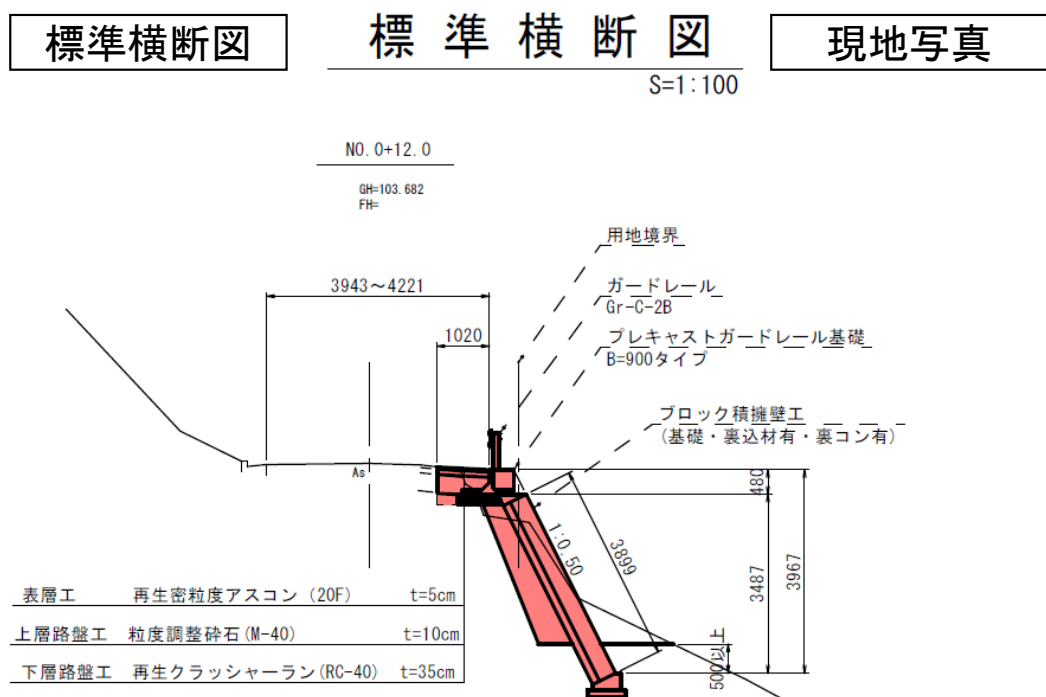 標準横断図
標準横断図
現地写真
S=1:100
NO.0+12.0
GH=103.682
FH=
用地境界
3943～4221
ガードレール
Gr-C-2B
1020
プレキャストガードレール基礎
B=900タイプ
ブロック積擁壁工
(基礎・裏込材有・裏コン有)
As
480
1:0.50
3899
3487
3967
500以上
表層工 再生密粒度アスコン (20F) t=5cm
上層路盤工 粒度調整砕石(M-40) t=10cm
下層路盤工 再生クラッシャーラン(RC-40) t=35cm